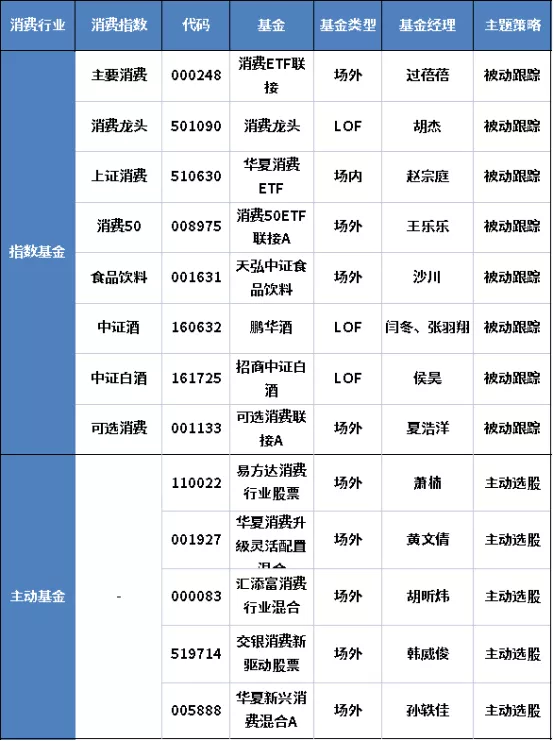 消费行业 消费指数 代码 基金 基金类型 基金经理 主题策略
指数基金
主要消费 000248 消费ETF联
接 场外 过蓓蓓 被动跟踪
消费龙头 501090 消费龙头 LOF 胡杰 被动跟踪
上证消费 510630 华夏消费
ETF 场内 赵宗庭 被动跟踪
消费50 008975 消费50ETF
联接A 场外 王乐乐 被动跟踪
食品饮料 001631 天弘中证食
品饮料 场外 沙川 被动跟踪
中证酒 160632 鹏华酒 LOF 闫冬、张羽翔 被动跟踪
中证白酒 161725 招商中证白
酒 LOF 侯昊 被动跟踪
可选消费 001133 可选消费联
接A 场外 夏浩洋 被动跟踪
主动基金 -
110022 易方达消费
行业股票 场外 萧楠 主动选股
001927 华夏消费升
级灵活配置
混合 场外 黄文倩 主动选股
000083 汇添富消费
行业混合 场外 胡昕炜 主动选股
519714 交银消费新
驱动股票 场外 韩威俊 主动选股
005888 华夏新兴消
费混合A 场外 孙轶佳 主动选股